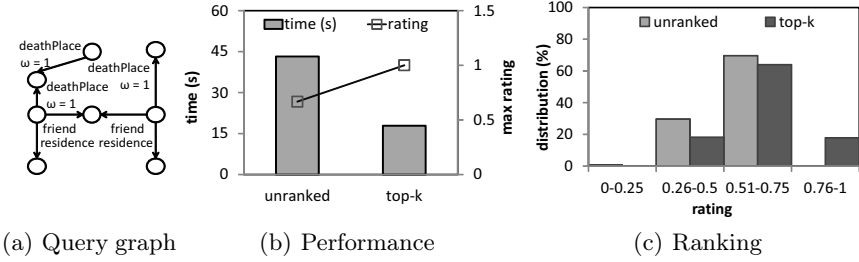 deathPlace
ω = 1
deathPlace
ω = 1
deathPlace
ω = 1
friend
friend
residence
residence
(a) Query graph
time (s)
rating
60
45
30
15
0
time (s)
1.5
1
0.5
0
max rating
unranked
top-k
(b) Performance
unranked
top-k
100
80
60
40
20
0
distribution (%)
0-0.25
0.26-0.5
0.51-0.75
0.76-1
rating
(c) Ranking